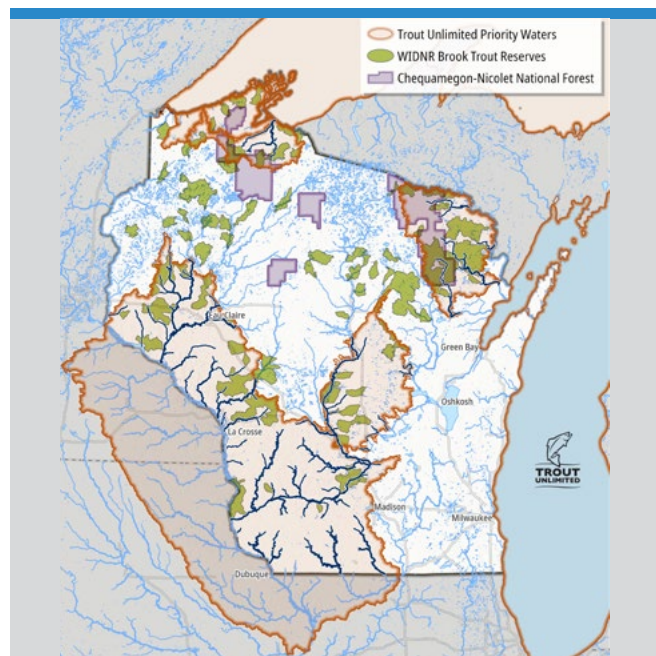 Trout Unlimited Priority Waters
WIDNR Brook Trout Reserves
Chequamegon-Nicolet National Forest
Eau Claire
Green Bay
Oshkosh
La Crosse
TROUT
UNLIMITED
Madison
Milwaukee
Dubuque